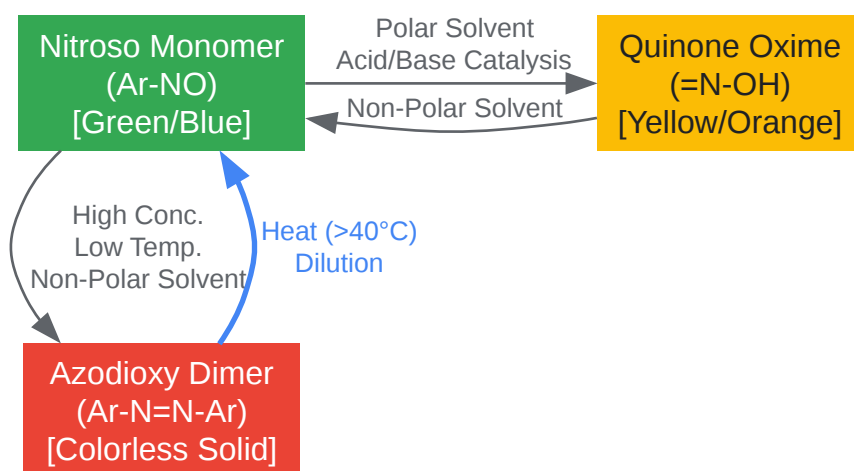 Nitroso Monomer
(Ar-NO)
[Green/Blue]
Polar Solvent
Acid/Base Catalysis
Non-Polar Solvent
Quinone Oxime
(=N-OH)
[Yellow/Orange]
High Conc.
Low Temp.
Non-Polar Solvent
Heat (>40°C)
Dilution
Azodioxy Dimer
(Ar-N=N-Ar)
[Colorless Solid]